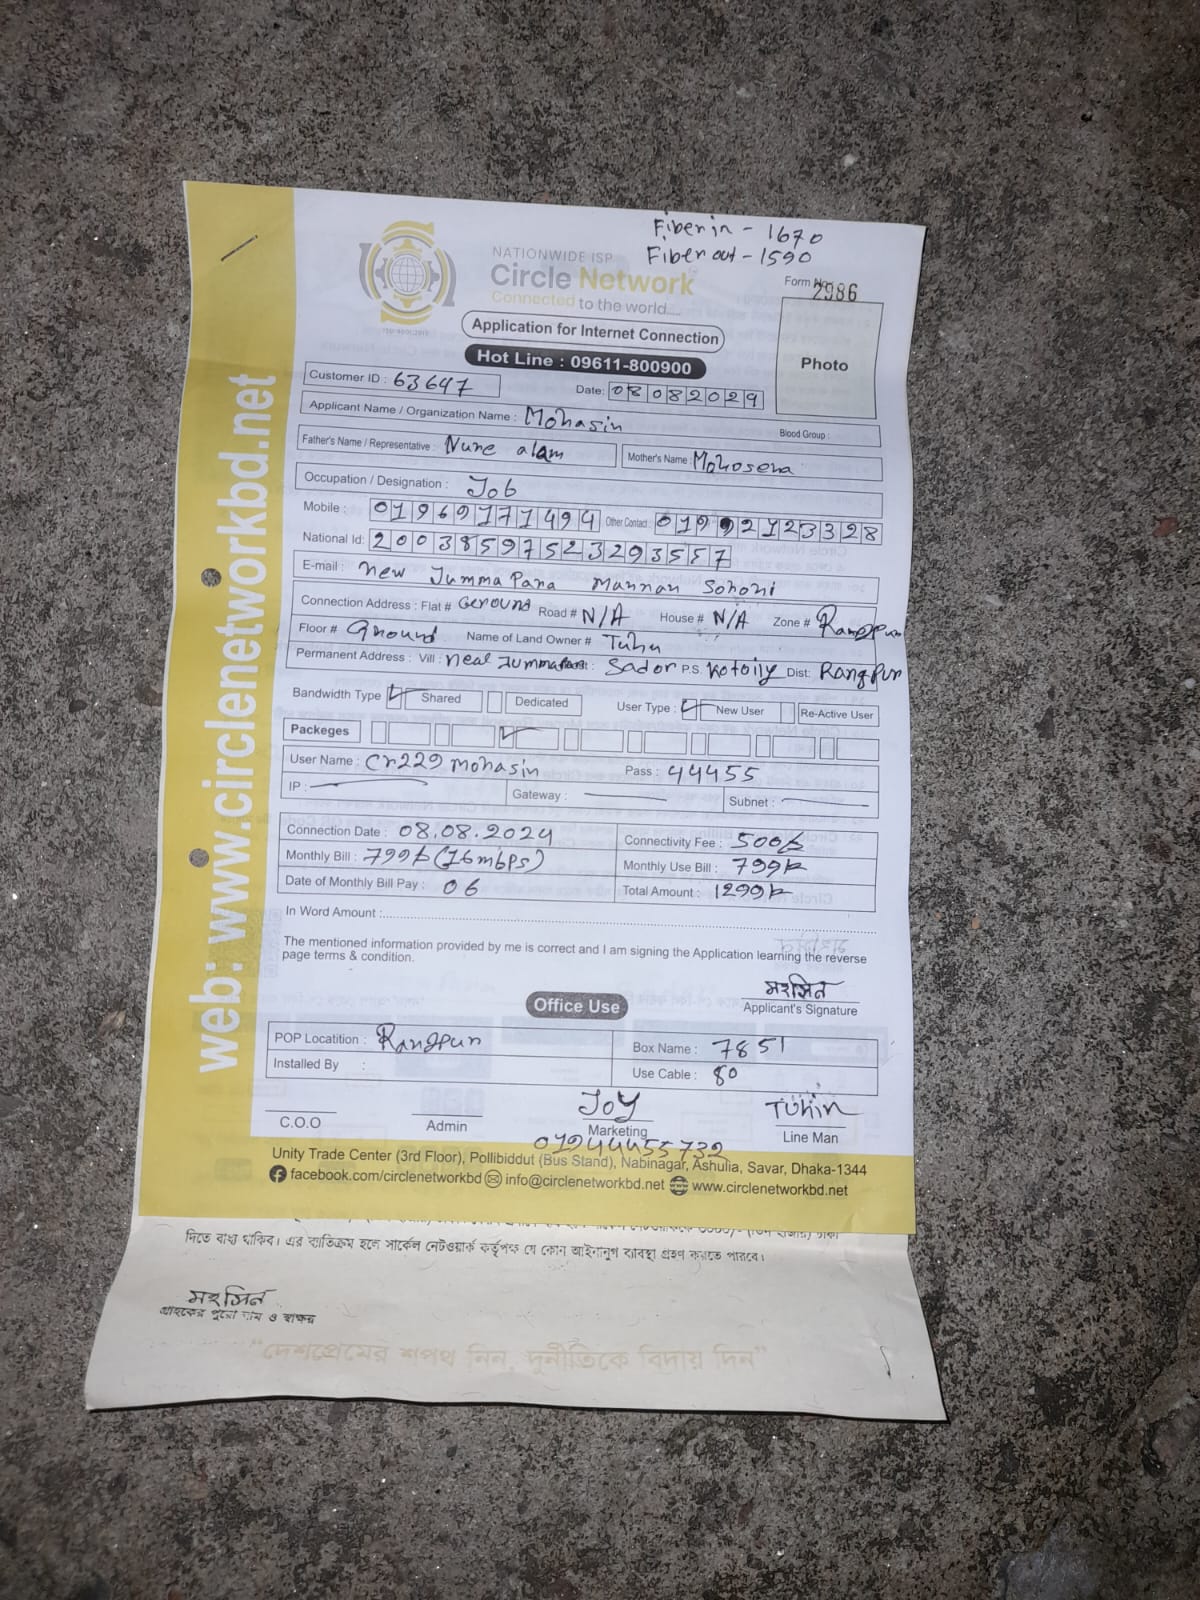 Fiber in - 1670
Fiber out - 1590
NATIONWIDE ISP
Circle Network
Connected to the world.....
Form No. 2986
Application for Internet Connection
Hot Line : 09611-800900
Photo
Customer ID : 63647
Date: 08082024
Applicant Name / Organization Name : Mohasin
Blood Group :
Father's Name / Representative : Nure alam
Mother's Name : Mohosena
Occupation / Designation : Job
Mobile : 01969171494 Other Contact : 01992123328
National Id: 20038597523293557
E-mail : new Jumma Para Mannan Sohoni
Connection Address : Flat # Geround Road # N/A House # N/A Zone # Rangpur
Floor # Ground Name of Land Owner # Tuhu
Permanent Address : Vill : neal Jummapara : Sador P.S. Kotoily Dist: Rangpur
Bandwidth Type Shared Dedicated User Type : New User Re-Active User
Packeges
User Name : cr229mohasin Pass : 44455
IP : Gateway : Subnet :
Connection Date : 08.08.2024 Connectivity Fee : 500/-
Monthly Bill : 799/- (16mbps) Monthly Use Bill : 799/-
Date of Monthly Bill Pay : 06 Total Amount : 1299/-
In Word Amount :
The mentioned information provided by me is correct and I am signing the Application learning the reverse
page terms & condition.
মহসিন
Applicant's Signature
Office Use
POP Locatition : Rangpur Box Name : 7851
Installed By : Use Cable : 80
JOY TUHIN
C.O.O Admin Marketing Line Man
01944455732
Unity Trade Center (3rd Floor), Pollibiddut (Bus Stand), Nabinagar, Ashulia, Savar, Dhaka-1344
facebook.com/circlenetworkbd info@circlenetworkbd.net www.circlenetworkbd.net
web: www.circlenetworkbd.net
দিতে বাধ্য থাকিব। এর ব্যতিক্রম হলে সার্কেল নেটওয়ার্ক কর্তৃপক্ষ যে কোন আইনানুগ ব্যবস্থা গ্রহণ করতে পারবে।
মহসিন
গ্রাহকের পুরো নাম ও স্বাক্ষর
"দেশপ্রেমের শপথ নিন, দুর্নীতিকে বিদায় দিন"